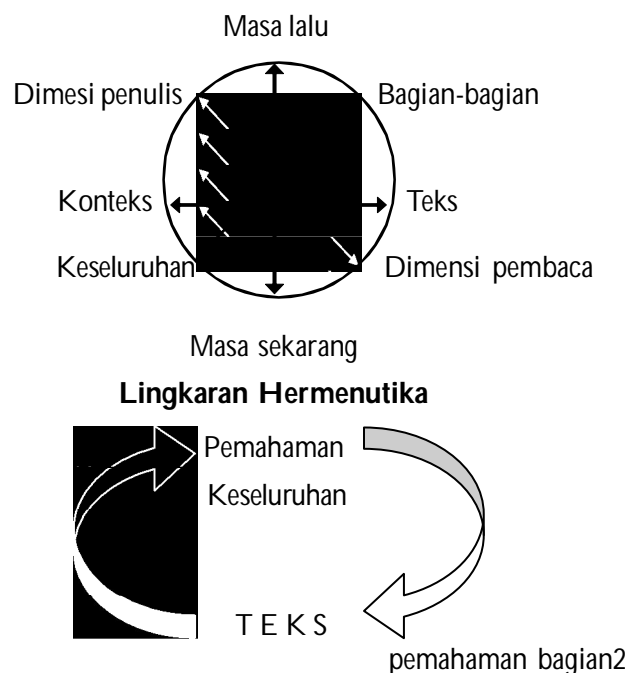 Masa lalu
Dimesi penulis
Bagian-bagian
Konteks
Teks
Keseluruhan
Dimensi pembaca
Masa sekarang
Lingkaran Hermenutika
Pemahaman
Keseluruhan
T E K S
pemahaman bagian2